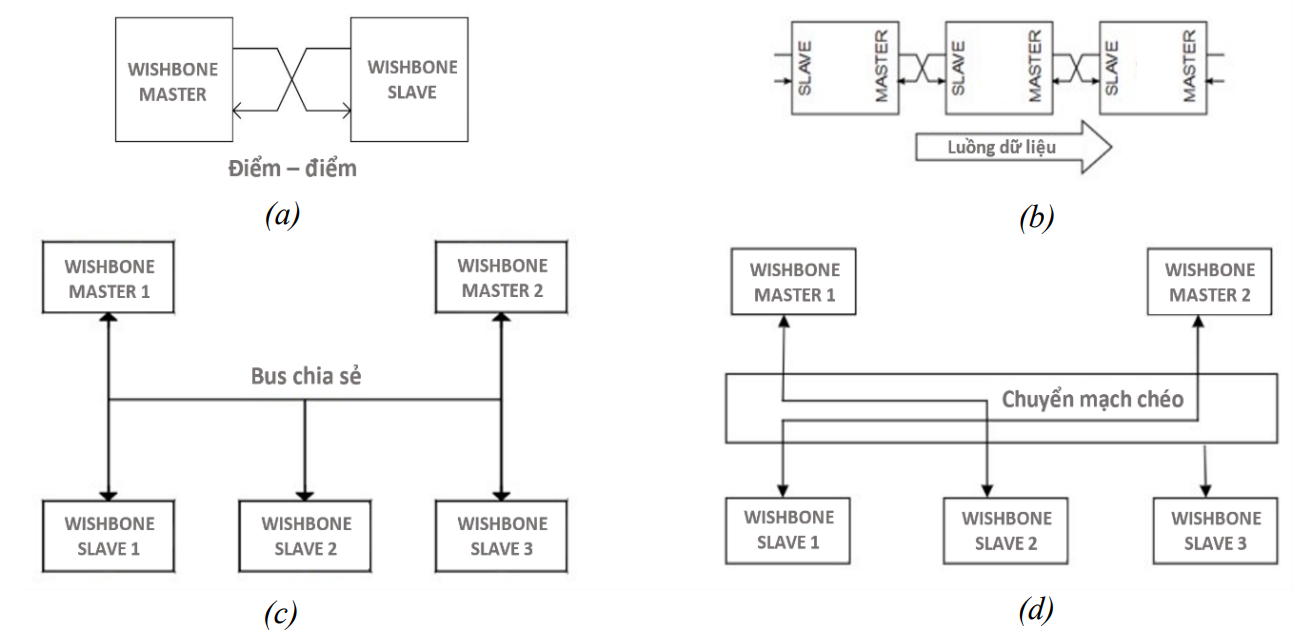 WISHBONE
MASTER
WISHBONE
SLAVE
Điểm – điểm
(a)
SLAVE
MASTER
SLAVE
MASTER
SLAVE
MASTER
Luồng dữ liệu
(b)
WISHBONE
MASTER 1
WISHBONE
MASTER 2
Bus chia sẻ
WISHBONE
SLAVE 1
WISHBONE
SLAVE 2
WISHBONE
SLAVE 3
(c)
WISHBONE
MASTER 1
WISHBONE
MASTER 2
Chuyển mạch chéo
WISHBONE
SLAVE 1
WISHBONE
SLAVE 2
WISHBONE
SLAVE 3
(d)